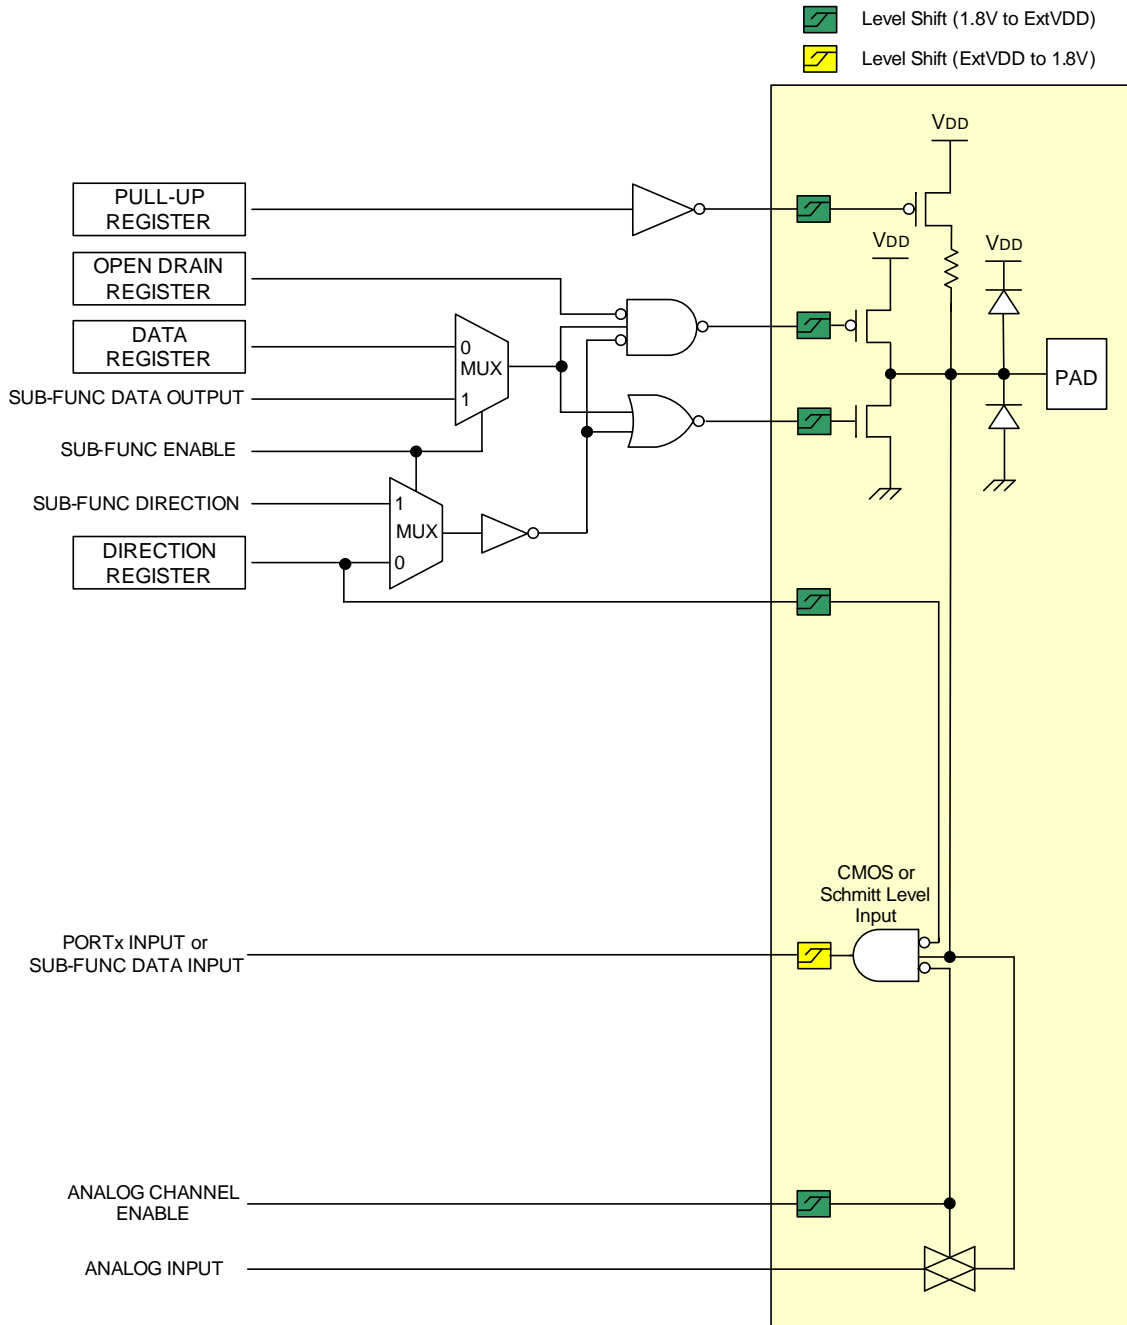 Level Shift (1.8V to ExtVDD)
Level Shift (ExtVDD to 1.8V)
VDD
PULL-UP
REGISTER
VDD
VDD
OPEN DRAIN
REGISTER
DATA
REGISTER
0
MUX
1
PAD
SUB-FUNC DATA OUTPUT
SUB-FUNC ENABLE
SUB-FUNC DIRECTION
1
MUX
0
DIRECTION
REGISTER
CMOS or
Schmitt Level
Input
PORTx INPUT or
SUB-FUNC DATA INPUT
ANALOG CHANNEL
ENABLE
ANALOG INPUT